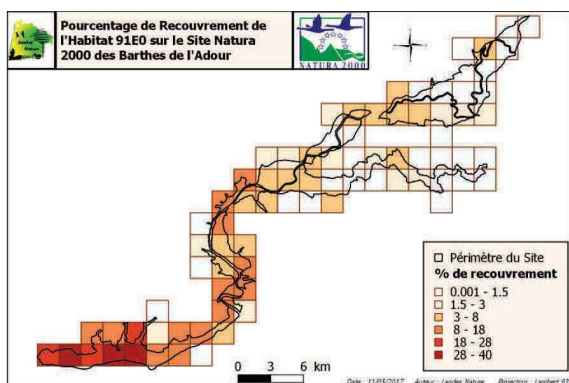 Pourcentage de Recouvrement de
l'Habitat 91E0 sur le Site Natura
2000 des Barthes de l'Adour
Landes
Nature
NATURA 2000
Périmètre du Site
% de recouvrement
0.001 - 1.5
1.5 - 3
3 - 8
8 - 18
18 - 28
28 - 40
0 3 6 km
Date : 11/05/2017 Auteur : Landes Nature Projection : Lambert 93